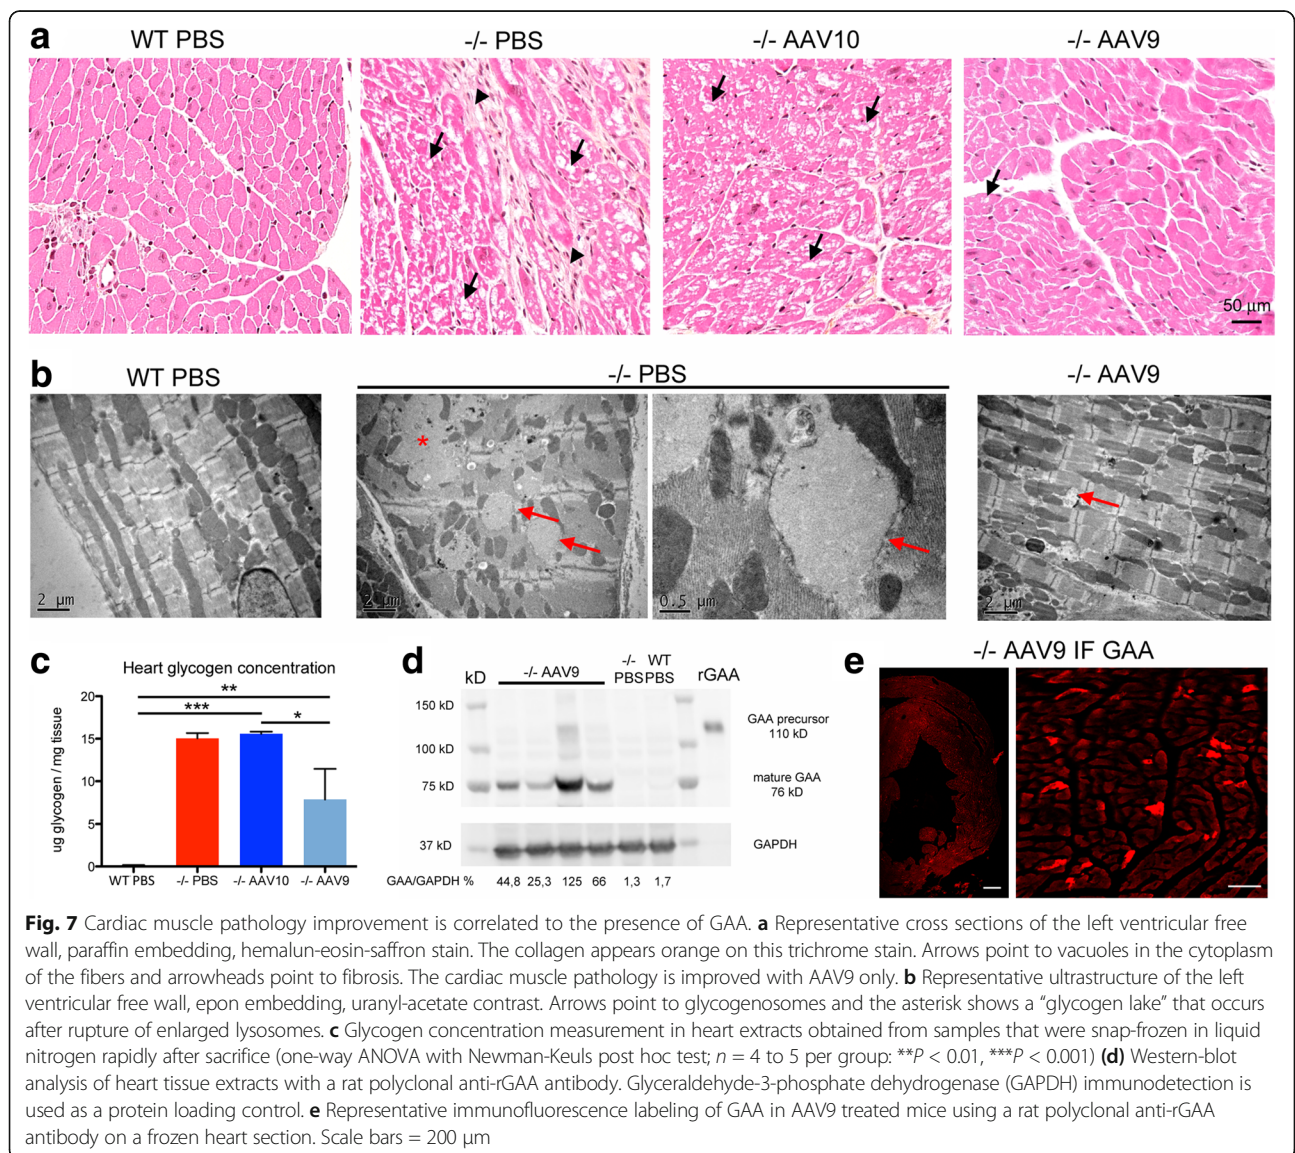 a
WT PBS
-/- PBS
-/- AAV10
-/- AAV9
50 µm
b
WT PBS
-/- PBS
-/- AAV9
*
2 µm
2 µm
0.5 µm
2 µm
c
Heart glycogen concentration
ug glycogen / mg tissue
20
15
10
5
0
**
***
*
WT PBS
-/- PBS
-/- AAV10
-/- AAV9
d
kD
-/- AAV9
-/- PBS
WT PBS
rGAA
150 kD
100 kD
75 kD
37 kD
GAA precursor
110 kD
mature GAA
76 kD
GAPDH
GAA/GAPDH % 44,8 25,3 125 66 1,3 1,7
e
-/- AAV9 IF GAA
Fig. 7 Cardiac muscle pathology improvement is correlated to the presence of GAA. a Representative cross sections of the left ventricular free
wall, paraffin embedding, hemalun-eosin-saffron stain. The collagen appears orange on this trichrome stain. Arrows point to vacuoles in the cytoplasm
of the fibers and arrowheads point to fibrosis. The cardiac muscle pathology is improved with AAV9 only. b Representative ultrastructure of the left
ventricular free wall, epon embedding, uranyl-acetate contrast. Arrows point to glycogenosomes and the asterisk shows a “glycogen lake” that occurs
after rupture of enlarged lysosomes. c Glycogen concentration measurement in heart extracts obtained from samples that were snap-frozen in liquid
nitrogen rapidly after sacrifice (one-way ANOVA with Newman-Keuls post hoc test; n = 4 to 5 per group: **P < 0.01, ***P < 0.001) (d) Western-blot
analysis of heart tissue extracts with a rat polyclonal anti-rGAA antibody. Glyceraldehyde-3-phosphate dehydrogenase (GAPDH) immunodetection is
used as a protein loading control. e Representative immunofluorescence labeling of GAA in AAV9 treated mice using a rat polyclonal anti-rGAA
antibody on a frozen heart section. Scale bars = 200 µm